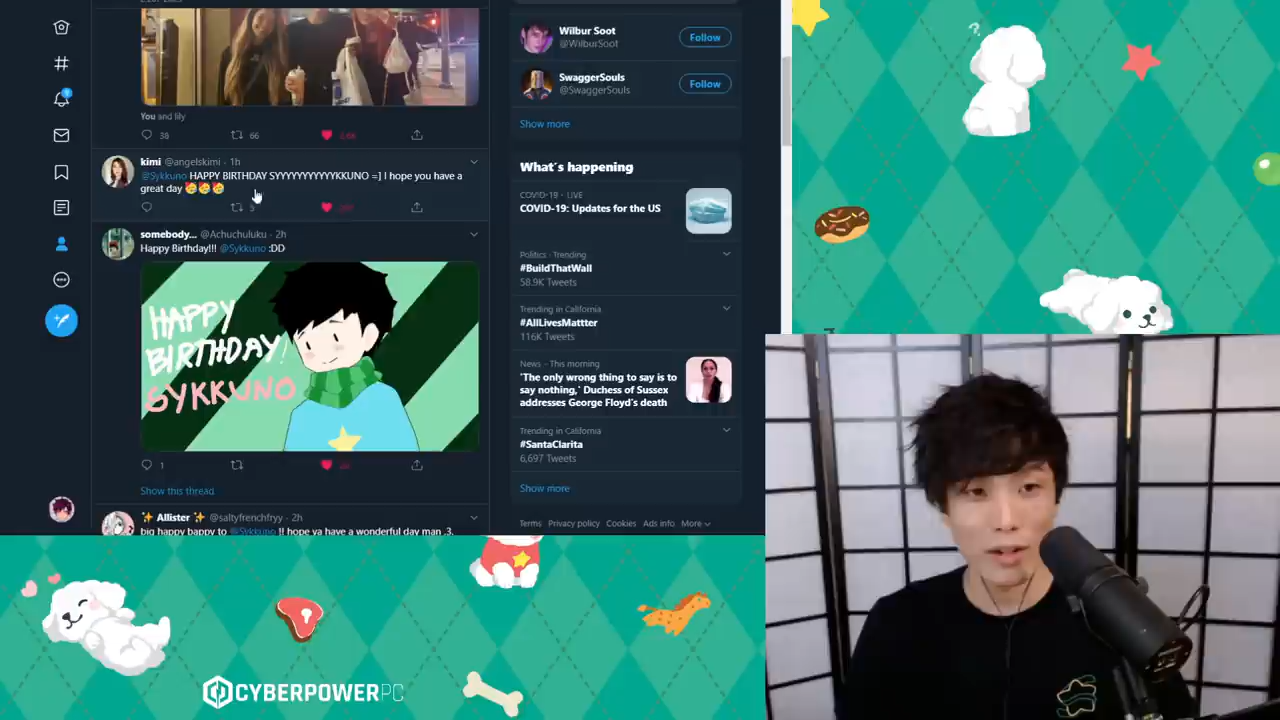 You and lily
38
66
2.6k
kimi @angelskimi · 1h
@Sykkuno HAPPY BIRTHDAY SYYYYYYYYYYKKUNO =] I hope you have a
great day
3
somebody... @Achuchuluku · 2h
Happy Birthday!!! @Sykkuno :DD
HAPPY
BIRTHDAY!
SYKKUNO
1
Show this thread
Allister @saltyfrenchfryy · 2h
big happy bappy to @Sykkuno !! hope ya have a wonderful day man .3.
Wilbur Soot
@WilburSoot
Follow
SwaggerSouls
@SwaggerSouls
Follow
Show more
What's happening
COVID-19 · LIVE
COVID-19: Updates for the US
Politics · Trending
#BuildThatWall
58.9K Tweets
Trending in California
#AllLivesMattter
116K Tweets
News · This morning
'The only wrong thing to say is to
say nothing,' Duchess of Sussex
addresses George Floyd's death
Trending in California
#SantaClarita
6,697 Tweets
Show more
Terms Privacy policy Cookies Ads info More
CYBERPOWERPC